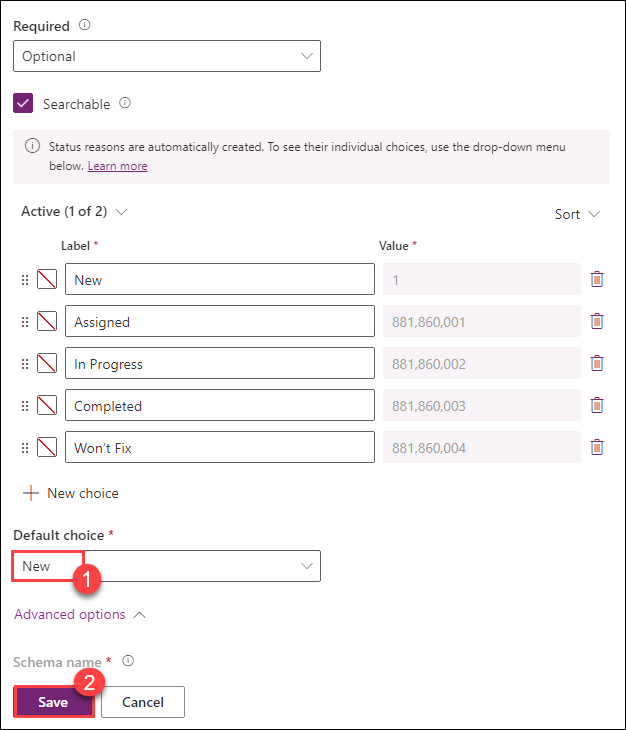 Required
Optional
Searchable
Status reasons are automatically created. To see their individual choices, use the drop-down menu
below. Learn more
Active (1 of 2)
Sort
Label * Value *
New 1
Assigned 881,860,001
In Progress 881,860,002
Completed 881,860,003
Won't Fix 881,860,004
New choice
Default choice *
New
1
Advanced options
Schema name *
2
Save Cancel